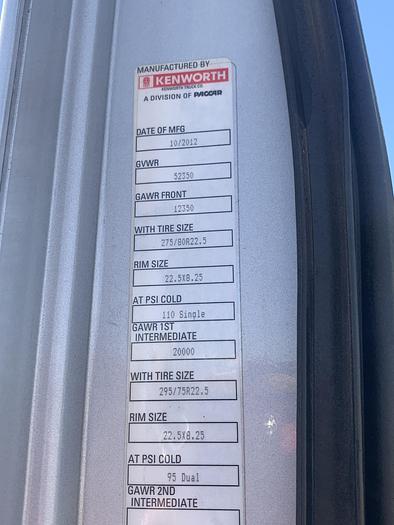 MANUFACTURED BY
KENWORTH
KENWORTH TRUCK CO.
A DIVISION OF PACCAR
DATE OF MFG
10/2012
GVWR
52350
GAWR FRONT
12350
WITH TIRE SIZE
275/80R22.5
RIM SIZE
22.5X8.25
AT PSI COLD
110 Single
GAWR 1ST
INTERMEDIATE
20000
WITH TIRE SIZE
295/75R22.5
RIM SIZE
22.5X8.25
AT PSI COLD
95 Dual
GAWR 2ND
INTERMEDIATE